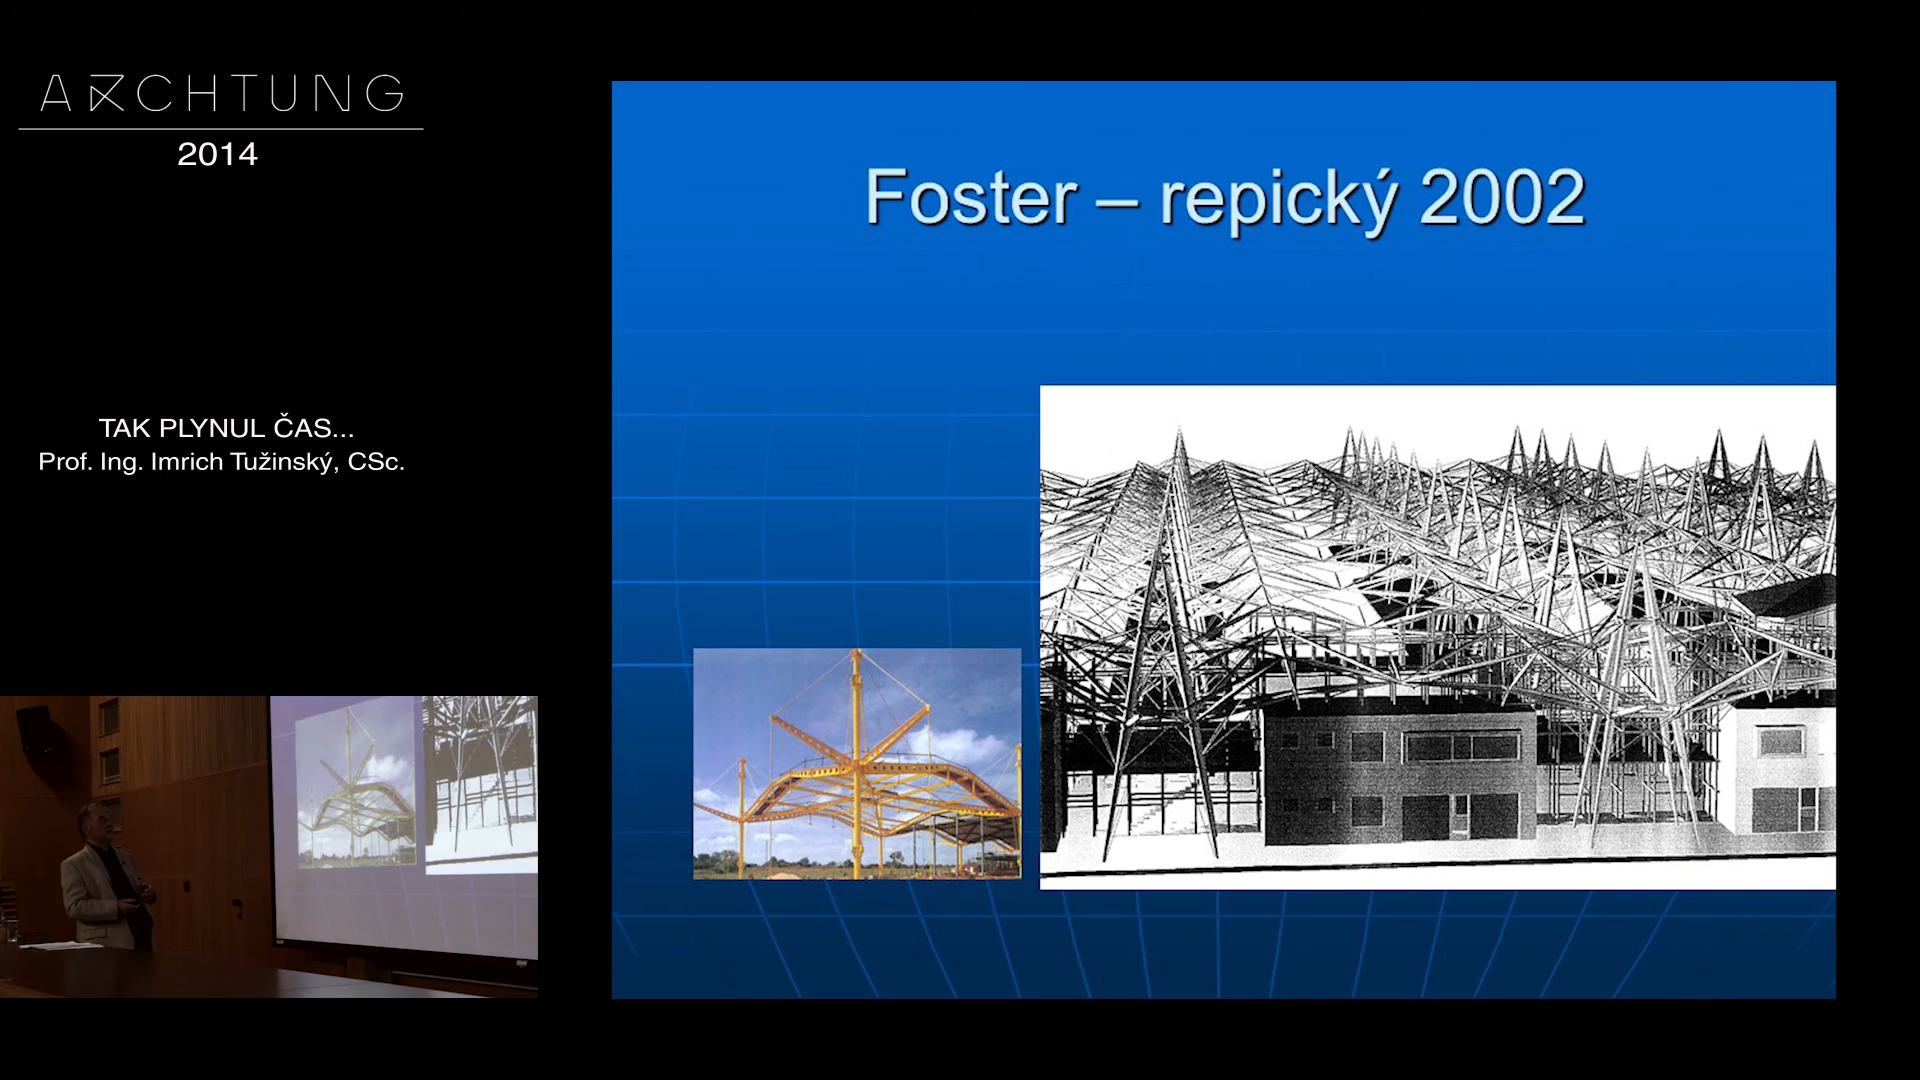 ARCHTUNG
2014
TAK PLYNUL ČAS...
Prof. Ing. Imrich Tužinský, CSc.
Foster – repický 2002